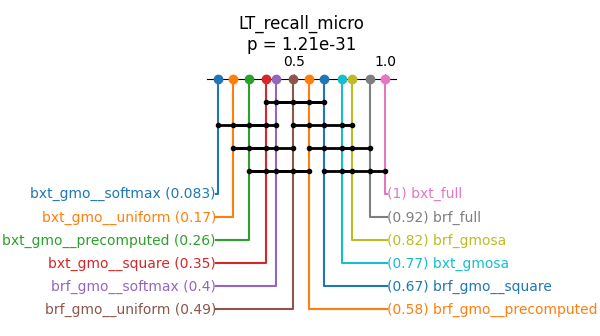 LT_recall_micro
p = 1.21e-31
0.5 1.0
bxt_gmo__softmax (0.083) (1) bxt_full
bxt_gmo__uniform (0.17) (0.92) brf_full
bxt_gmo__precomputed (0.26) (0.82) brf_gmosa
bxt_gmo__square (0.35) (0.77) bxt_gmosa
brf_gmo__softmax (0.4) (0.67) brf_gmo__square
brf_gmo__uniform (0.49) (0.58) brf_gmo__precomputed